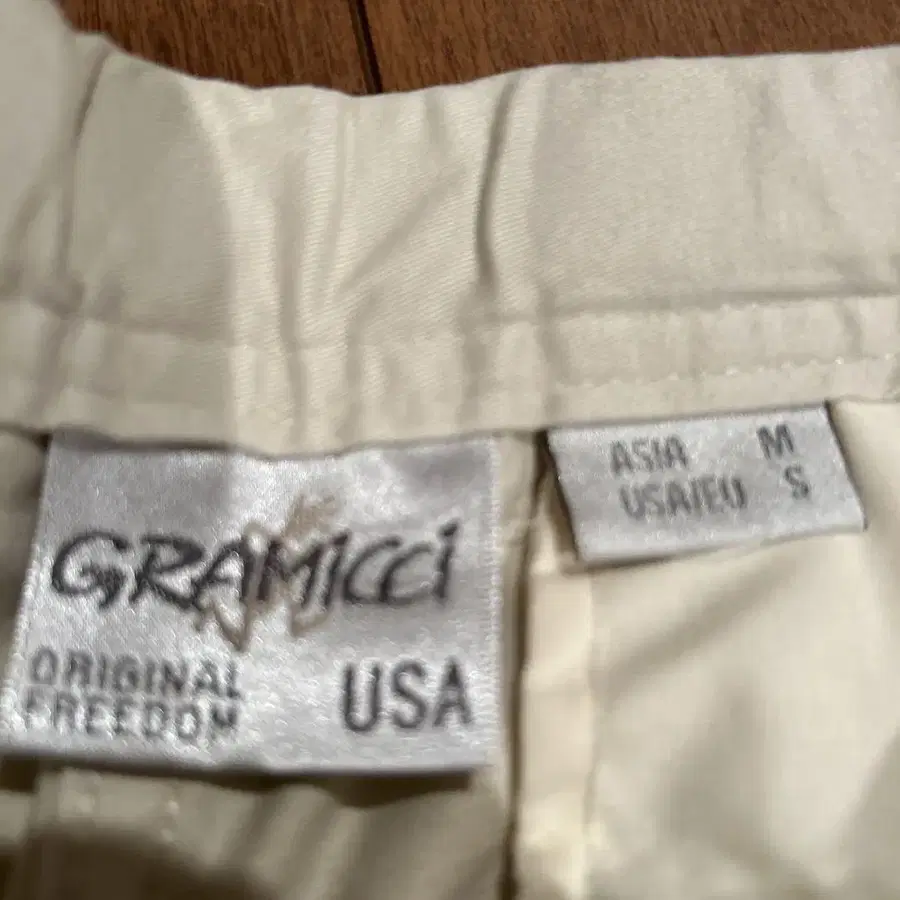 GRAMICCI
ORIGINAL
FREEDOM
USA
ASIA M
USA/EU S